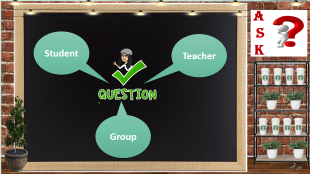 Student
Teacher
QUESTION
Group
A
S
K